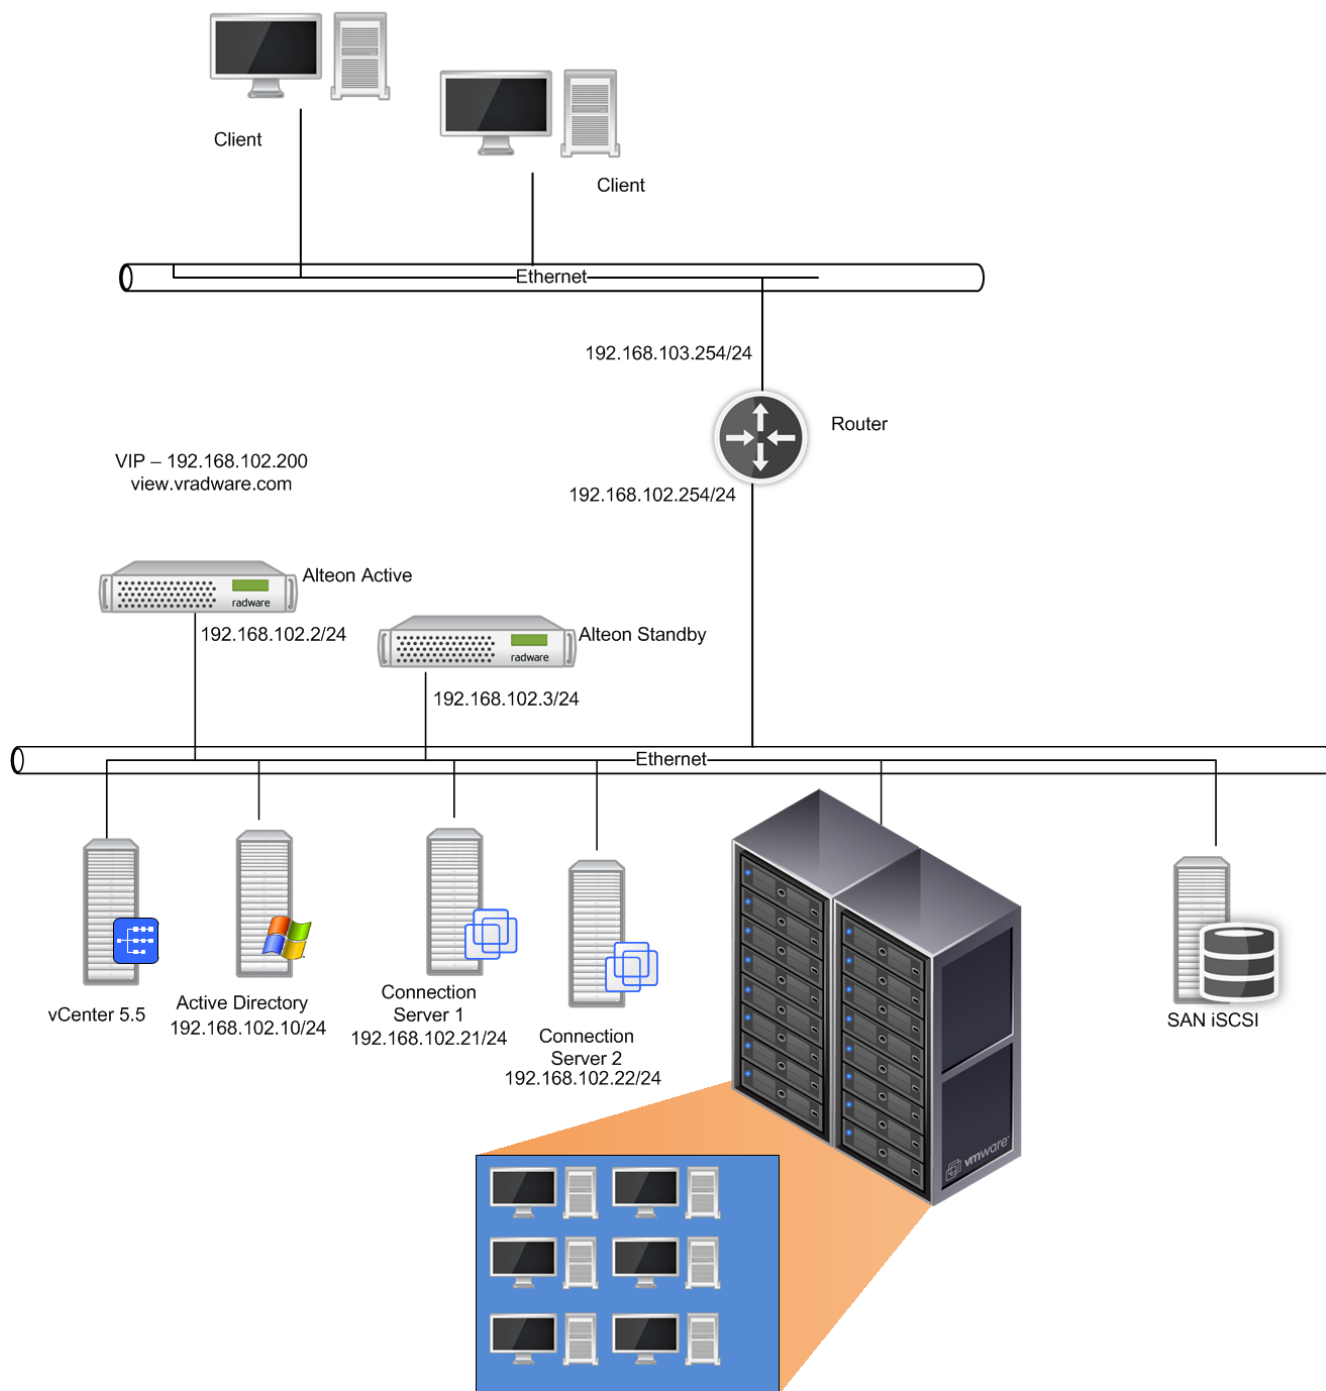 Client
Client
Ethernet
192.168.103.254/24
Router
VIP – 192.168.102.200
view.vradware.com
192.168.102.254/24
Alteon Active
radware
192.168.102.2/24
Alteon Standby
radware
192.168.102.3/24
Ethernet
vCenter 5.5
Active Directory
192.168.102.10/24
Connection
Server 1
192.168.102.21/24
Connection
Server 2
192.168.102.22/24
SAN iSCSI
vmware